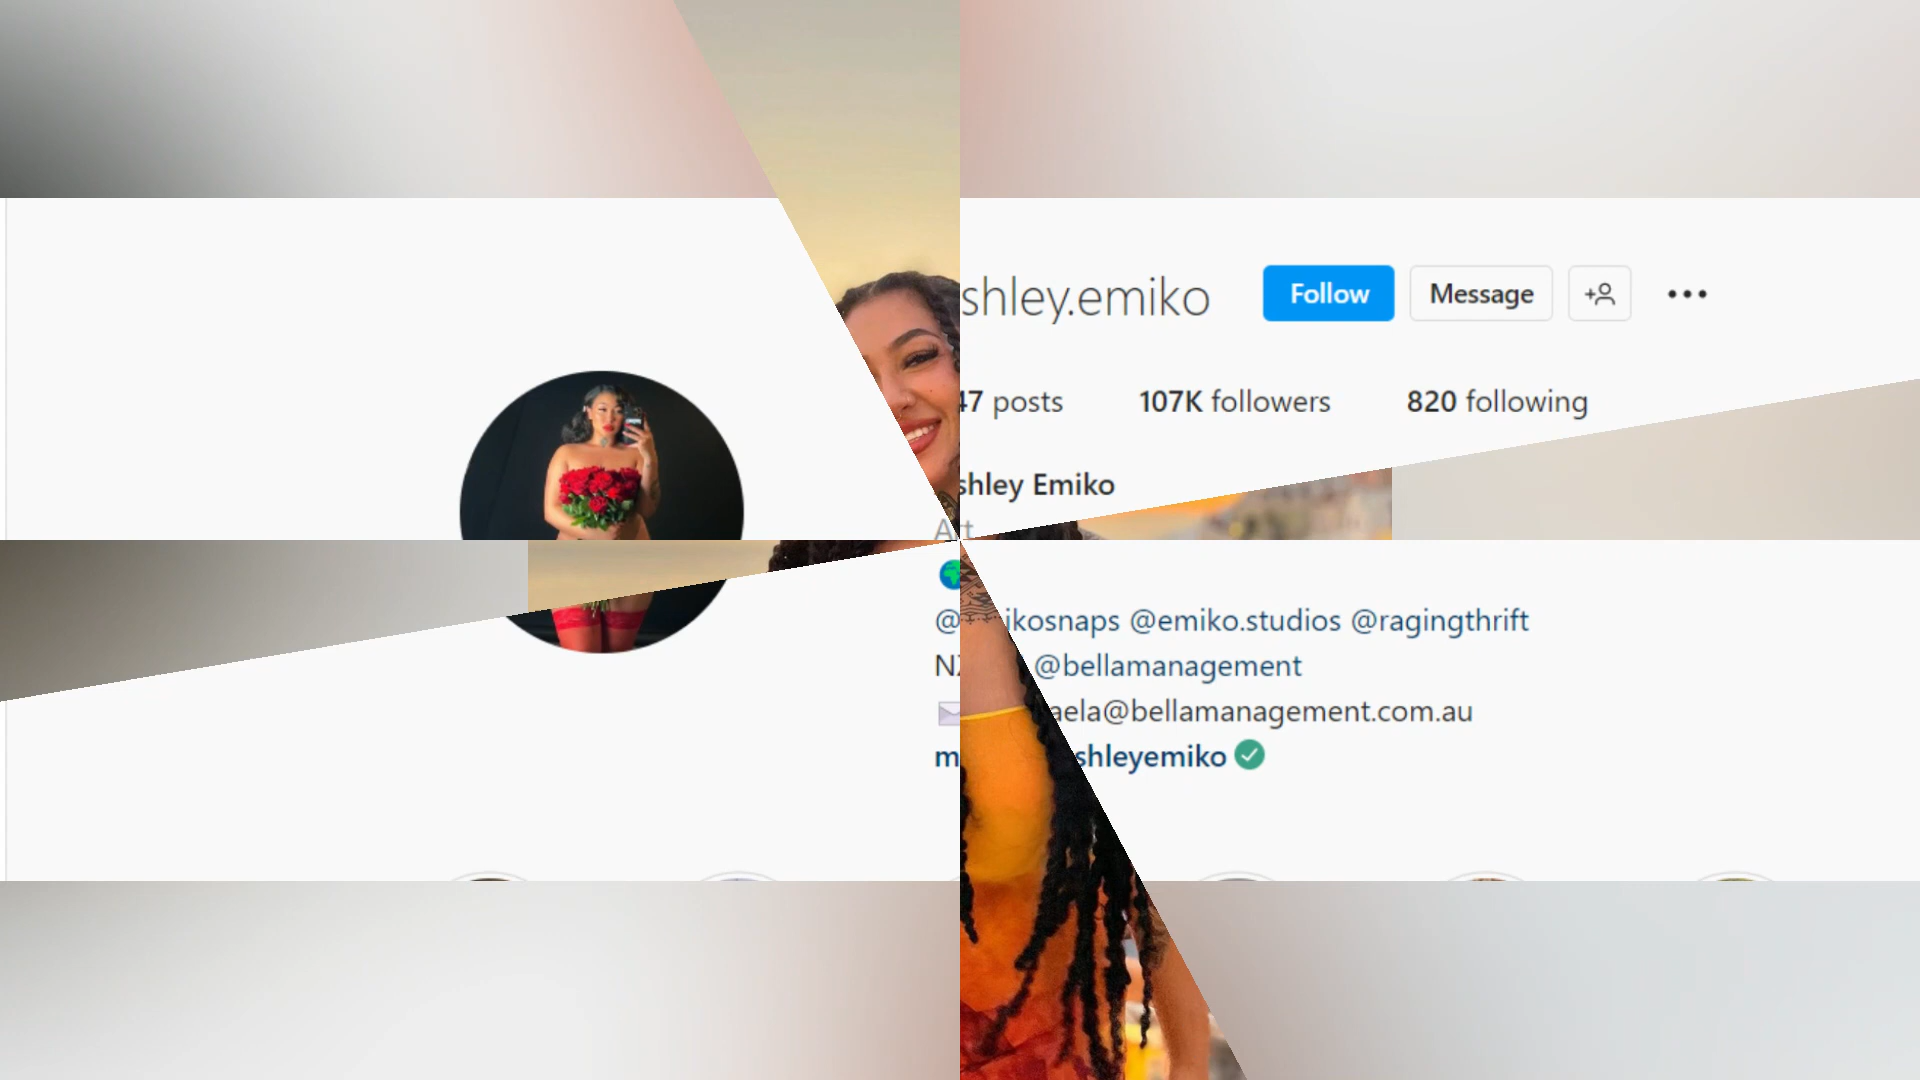 shley.emiko Follow Message
47 posts 107K followers 820 following
shley Emiko
@ ikosnaps @emiko.studios @ragingthrift
@bellamanagement
aela@bellamanagement.com.au
shleyemiko